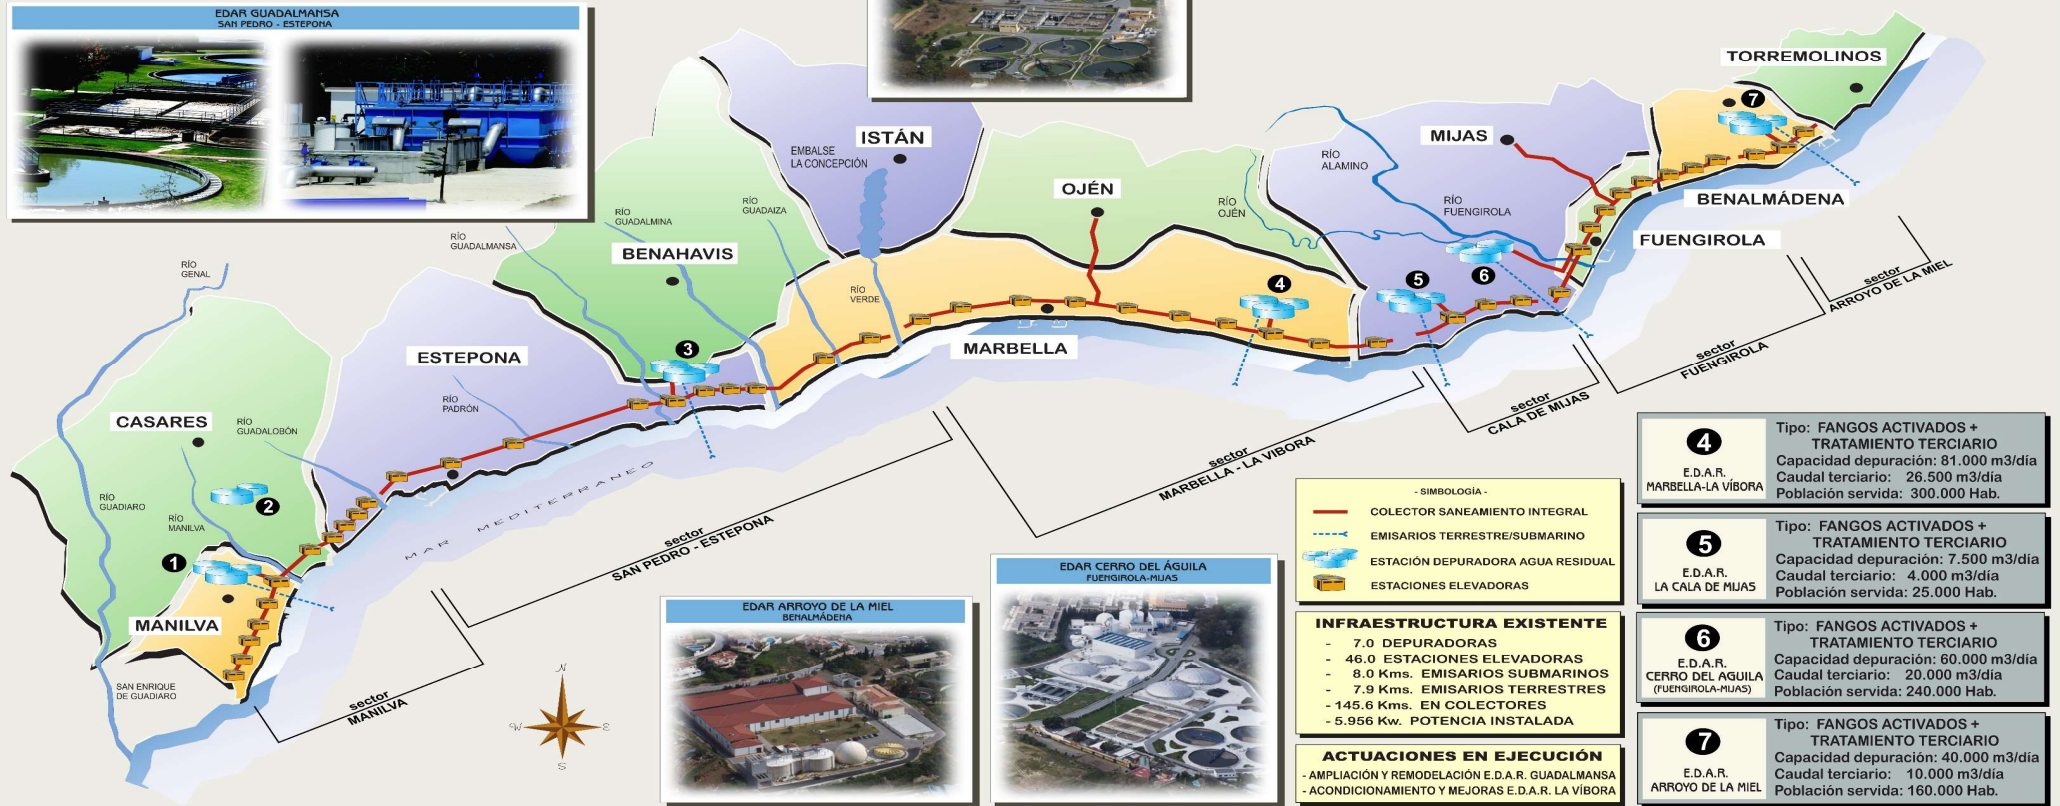 EDAR GUADALMANSA
SAN PEDRO - ESTEPONA
TORREMOLINOS
7
ISTÁN
EMBALSE
LA CONCEPCIÓN
MIJAS
RÍO
ALAMINO
OJÉN
RÍO
OJÉN
RÍO
FUENGIROLA
BENALMÁDENA
FUENGIROLA
RÍO
GUADALMINA
RÍO
GUADAIZA
RÍO
GUADALMANSA
BENAHAVIS
RÍO
GENAL
RÍO
VERDE
4
5
6
sector
ARROYO DE LA MIEL
ESTEPONA
3
MARBELLA
sector
FUENGIROLA
RÍO
PADRÓN
CASARES
RÍO
GUADALOBÓN
sector
CALA DE MIJAS
sector
MARBELLA - LA VIBORA
MAR MEDITERRANEO
RÍO
GUADIARO
2
RÍO
MANILVA
1
sector
SAN PEDRO - ESTEPONA
MANILVA
SAN ENRIQUE
DE GUADIARO
sector
MANILVA
N
W
E
S
EDAR ARROYO DE LA MIEL
BENALMÁDENA
EDAR CERRO DEL ÁGUILA
FUENGIROLA-MIJAS
- SIMBOLOGÍA -
COLECTOR SANEAMIENTO INTEGRAL
EMISARIOS TERRESTRE/SUBMARINO
ESTACIÓN DEPURADORA AGUA RESIDUAL
ESTACIONES ELEVADORAS
INFRAESTRUCTURA EXISTENTE
- 7.0 DEPURADORAS
- 46.0 ESTACIONES ELEVADORAS
- 8.0 Kms. EMISARIOS SUBMARINOS
- 7.9 Kms. EMISARIOS TERRESTRES
- 145.6 Kms. EN COLECTORES
- 5.956 Kw. POTENCIA INSTALADA
ACTUACIONES EN EJECUCIÓN
- AMPLIACIÓN Y REMODELACIÓN E.D.A.R. GUADALMANSA
- ACONDICIONAMIENTO Y MEJORAS E.D.A.R. LA VÍBORA
4
E.D.A.R.
MARBELLA-LA VÍBORA
Tipo: FANGOS ACTIVADOS +
TRATAMIENTO TERCIARIO
Capacidad depuración: 81.000 m3/día
Caudal terciario: 26.500 m3/día
Población servida: 300.000 Hab.
5
E.D.A.R.
LA CALA DE MIJAS
Tipo: FANGOS ACTIVADOS +
TRATAMIENTO TERCIARIO
Capacidad depuración: 7.500 m3/día
Caudal terciario: 4.000 m3/día
Población servida: 25.000 Hab.
6
E.D.A.R.
CERRO DEL AGUILA
(FUENGIROLA-MIJAS)
Tipo: FANGOS ACTIVADOS +
TRATAMIENTO TERCIARIO
Capacidad depuración: 60.000 m3/día
Caudal terciario: 20.000 m3/día
Población servida: 240.000 Hab.
7
E.D.A.R.
ARROYO DE LA MIEL
Tipo: FANGOS ACTIVADOS +
TRATAMIENTO TERCIARIO
Capacidad depuración: 40.000 m3/día
Caudal terciario: 10.000 m3/día
Población servida: 160.000 Hab.